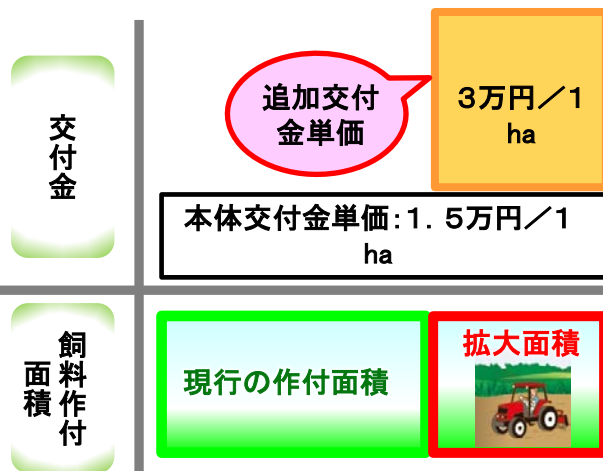 交付金
追加交付
金単価
3万円／1
ha
本体交付金単価：1．5万円／1
ha
飼料作付
面積
現行の作付面積
拡大面積